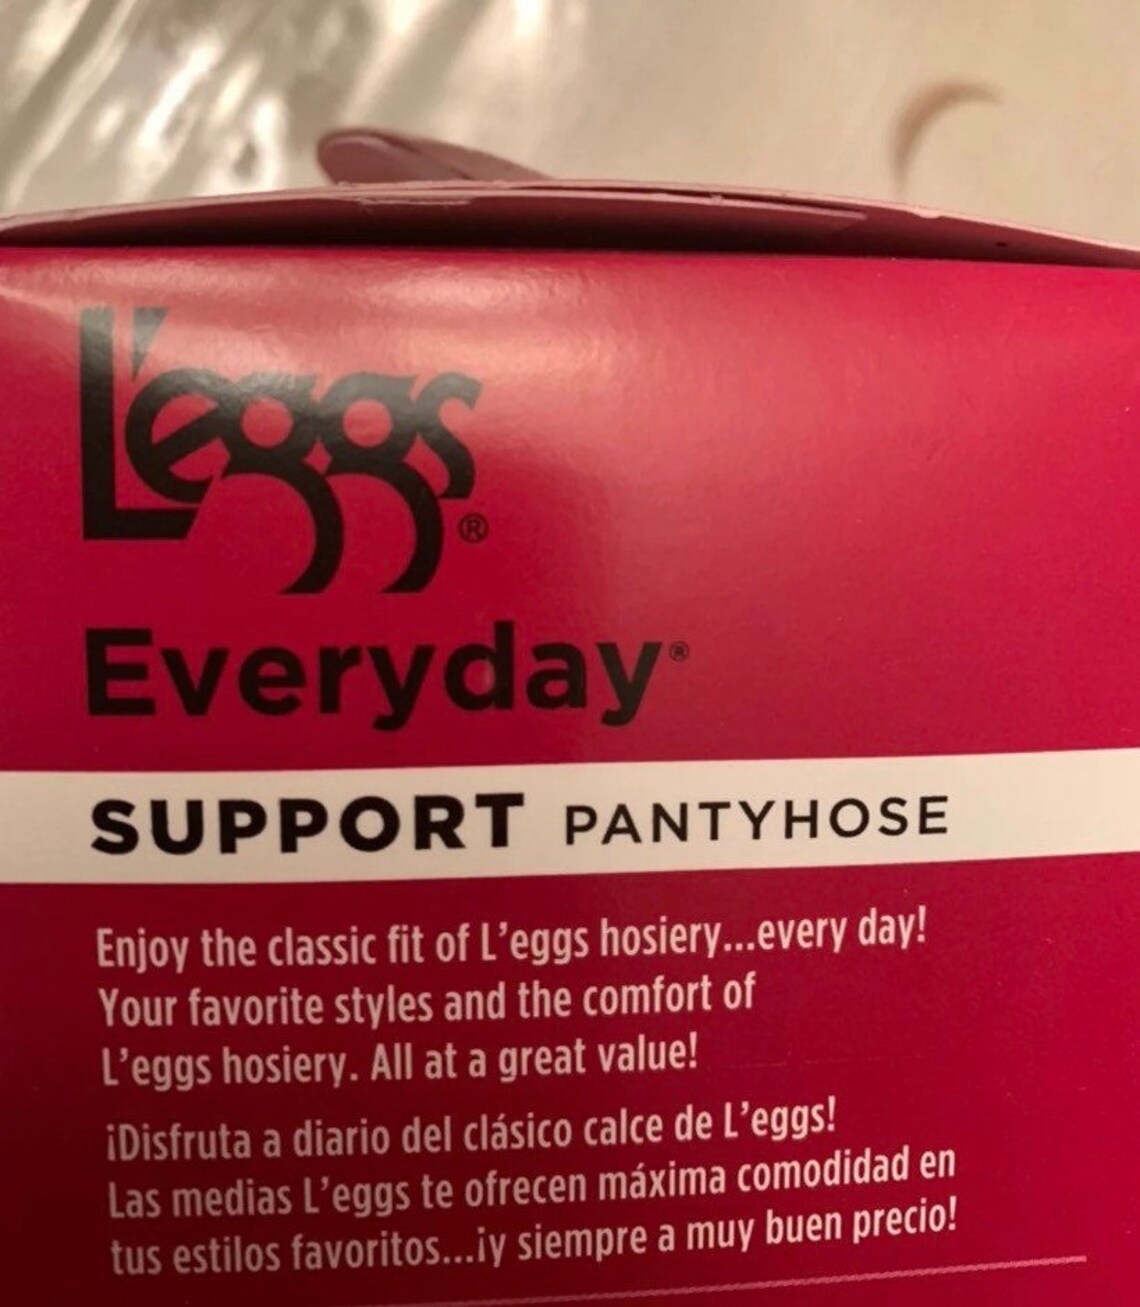 L'eggs®
Everyday®
SUPPORT PANTYHOSE
Enjoy the classic fit of L'eggs hosiery...every day!
Your favorite styles and the comfort of
L'eggs hosiery. All at a great value!
¡Disfruta a diario del clásico calce de L'eggs!
Las medias L'eggs te ofrecen máxima comodidad en
tus estilos favoritos...¡y siempre a muy buen precio!